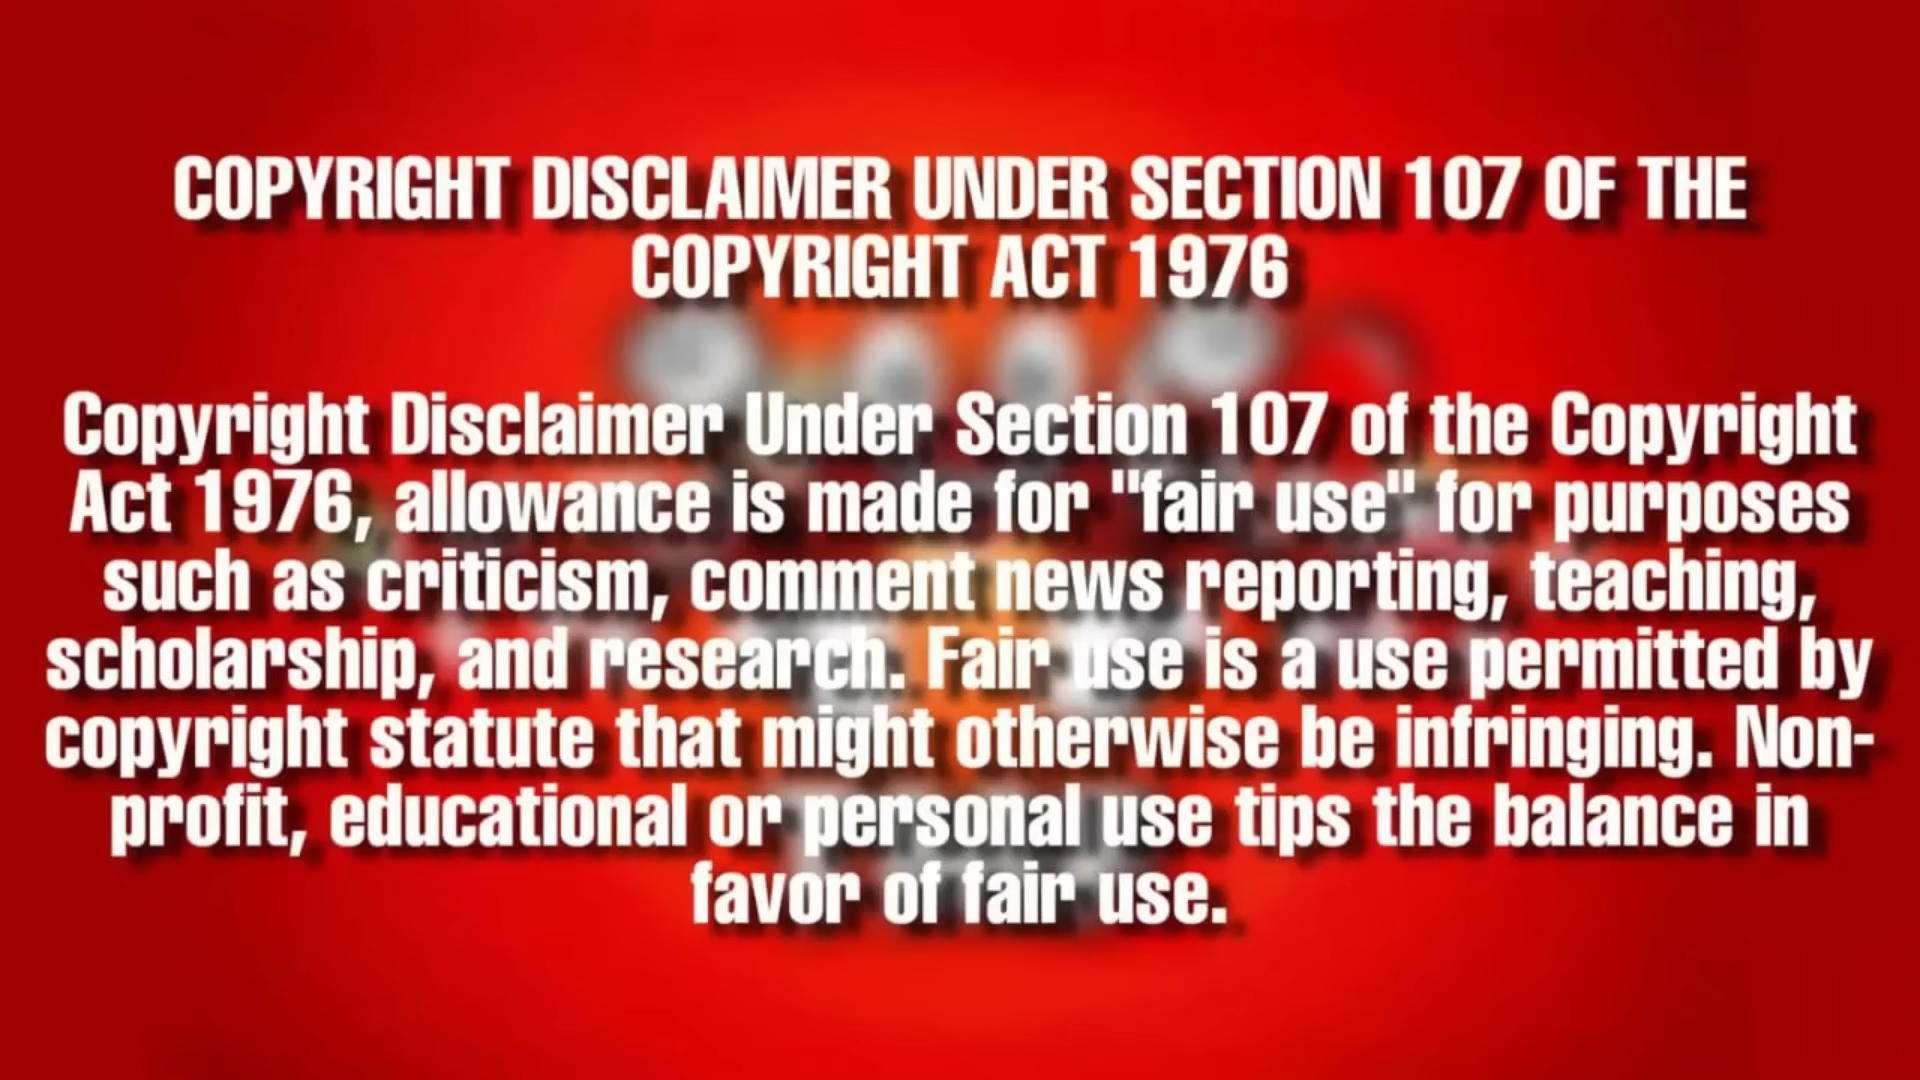 COPYRIGHT DISCLAIMER UNDER SECTION 107 OF THE
COPYRIGHT ACT 1976
Copyright Disclaimer Under Section 107 of the Copyright
Act 1976, allowance is made for "fair use" for purposes
such as criticism, comment news reporting, teaching,
scholarship, and research. Fair use is a use permitted by
copyright statute that might otherwise be infringing. Non-
profit, educational or personal use tips the balance in
favor of fair use.